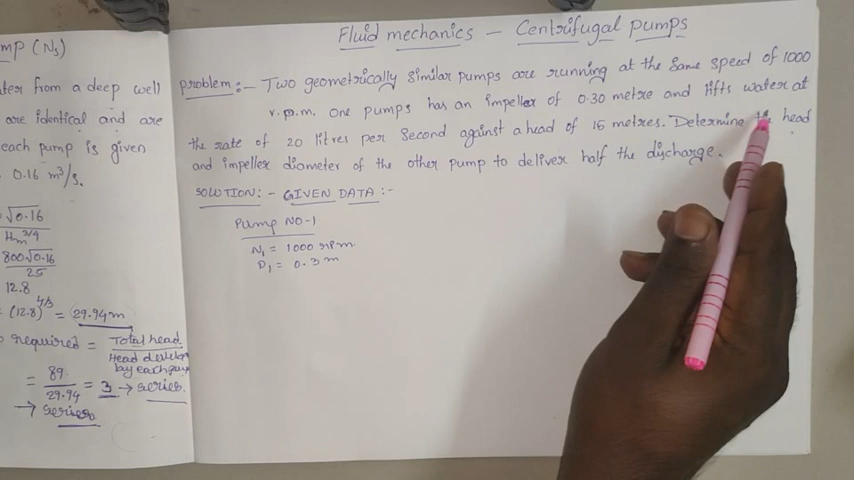 mp (Ns)
ater from a deep well
are identical and are
each pump is given
0.16 m³/s.
√0.16
Hm^3/4
800√0.16
25
12.8
= (12.8)^4/3 = 29.94m
required = Total head
Head develop
by each pump
= 89 / 29.94 = 3 → series.
→ series
Fluid mechanics - Centrifugal pumps
problem:- Two geometrically similar pumps are running at the same speed of 1000
r.p.m. one pumps has an impeller of 0.30 metre and lifts water at
the rate of 20 litres per second against a head of 15 metres. Determine the head
and impeller diameter of the other pump to deliver half the discharge.
SOLUTION:- GIVEN DATA:-
Pump NO-1
N₁ = 1000 rpm
D₁ = 0.3 m